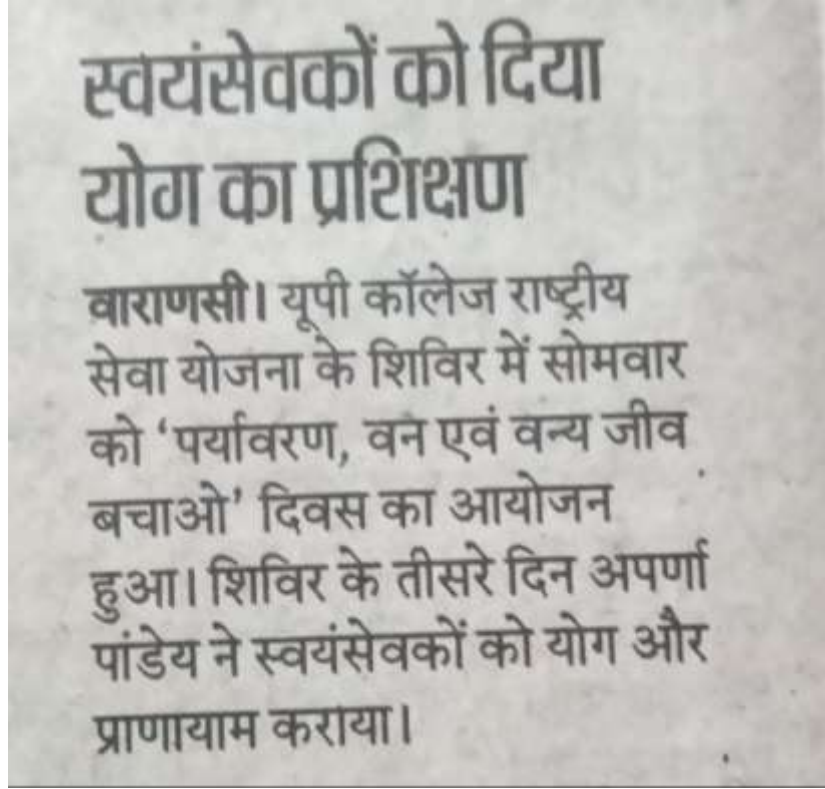 स्वयंसेवकों को दिया
योग का प्रशिक्षण
वाराणसी। यूपी कॉलेज राष्ट्रीय
सेवा योजना के शिविर में सोमवार
को ‘पर्यावरण, वन एवं वन्य जीव
बचाओ’ दिवस का आयोजन
हुआ। शिविर के तीसरे दिन अपर्णा
पांडेय ने स्वयंसेवकों को योग और
प्राणायाम कराया।